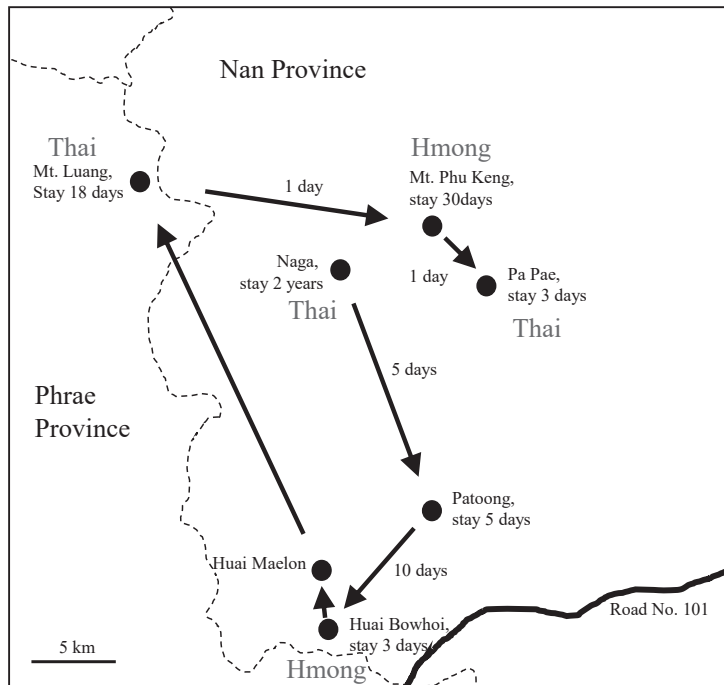 Nan Province
Thai
Mt. Luang,
Stay 18 days
1 day
Hmong
Mt. Phu Keng,
stay 30days
Naga,
stay 2 years
Thai
1 day
Pa Pae,
stay 3 days
Thai
5 days
Phrae
Province
Patoong,
stay 5 days
Huai Maelon
10 days
Road No. 101
Huai Bowhoi,
stay 3 days
Hmong
5 km